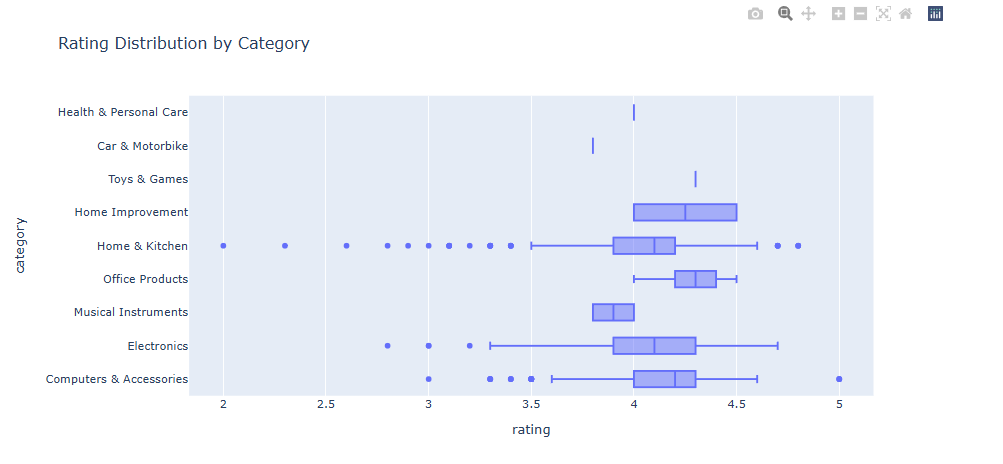 Rating Distribution by Category
category
Health & Personal Care
Car & Motorbike
Toys & Games
Home Improvement
Home & Kitchen
Office Products
Musical Instruments
Electronics
Computers & Accessories
2 2.5 3 3.5 4 4.5 5
rating